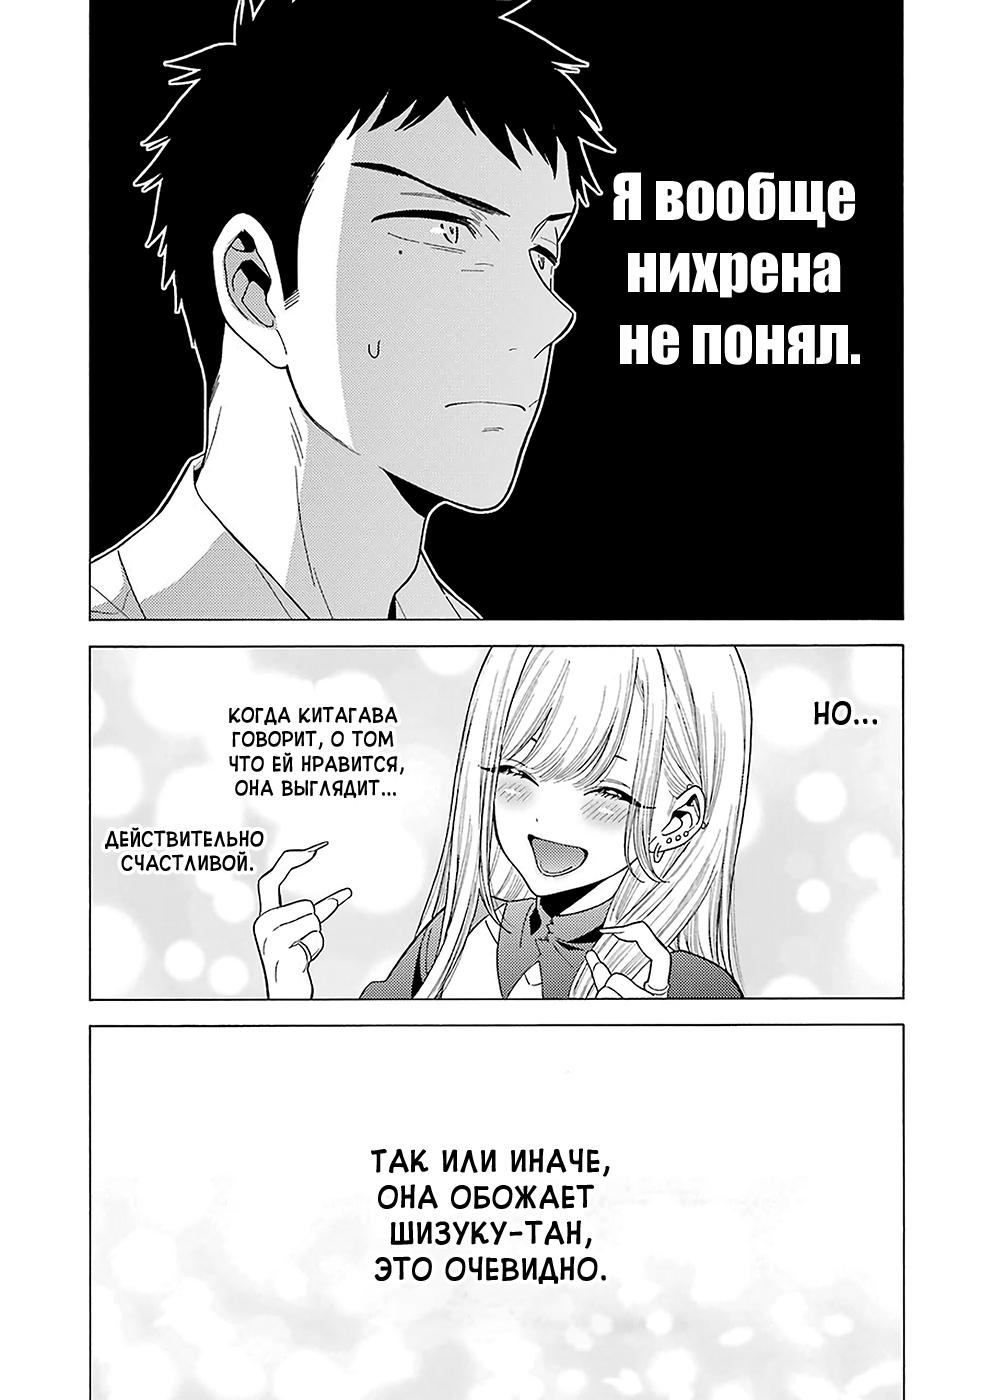 Я вообще
нихрена
не понял.
НО...
КОГДА КИТАГАВА
ГОВОРИТ, О ТОМ
ЧТО ЕЙ НРАВИТСЯ,
ОНА ВЫГЛЯДИТ...
ДЕЙСТВИТЕЛЬНО
СЧАСТЛИВОЙ.
ТАК ИЛИ ИНАЧЕ,
ОНА ОБОЖАЕТ
ШИЗУКУ-ТАН,
ЭТО ОЧЕВИДНО.